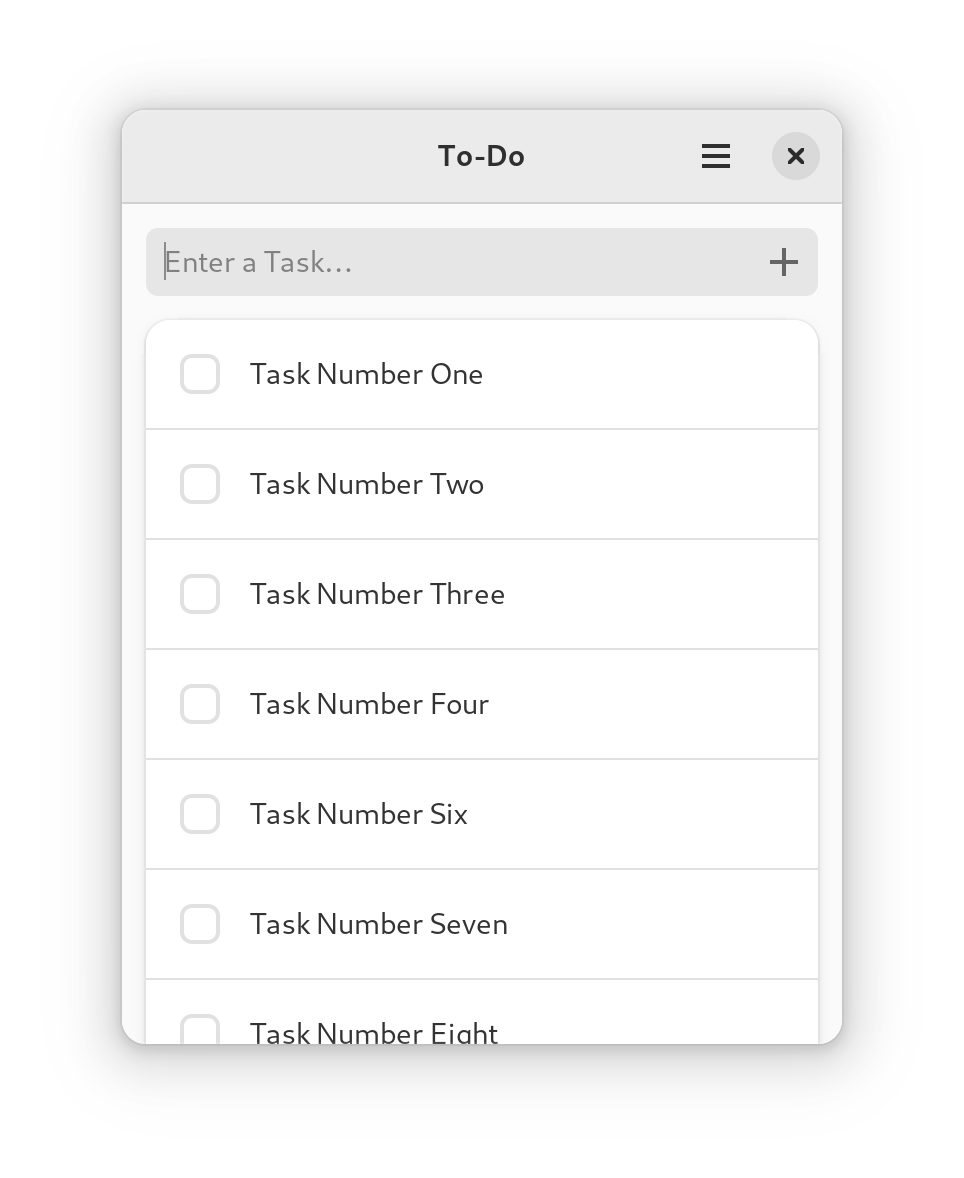 To-Do
Enter a Task...
Task Number One
Task Number Two
Task Number Three
Task Number Four
Task Number Six
Task Number Seven
Task Number Eight